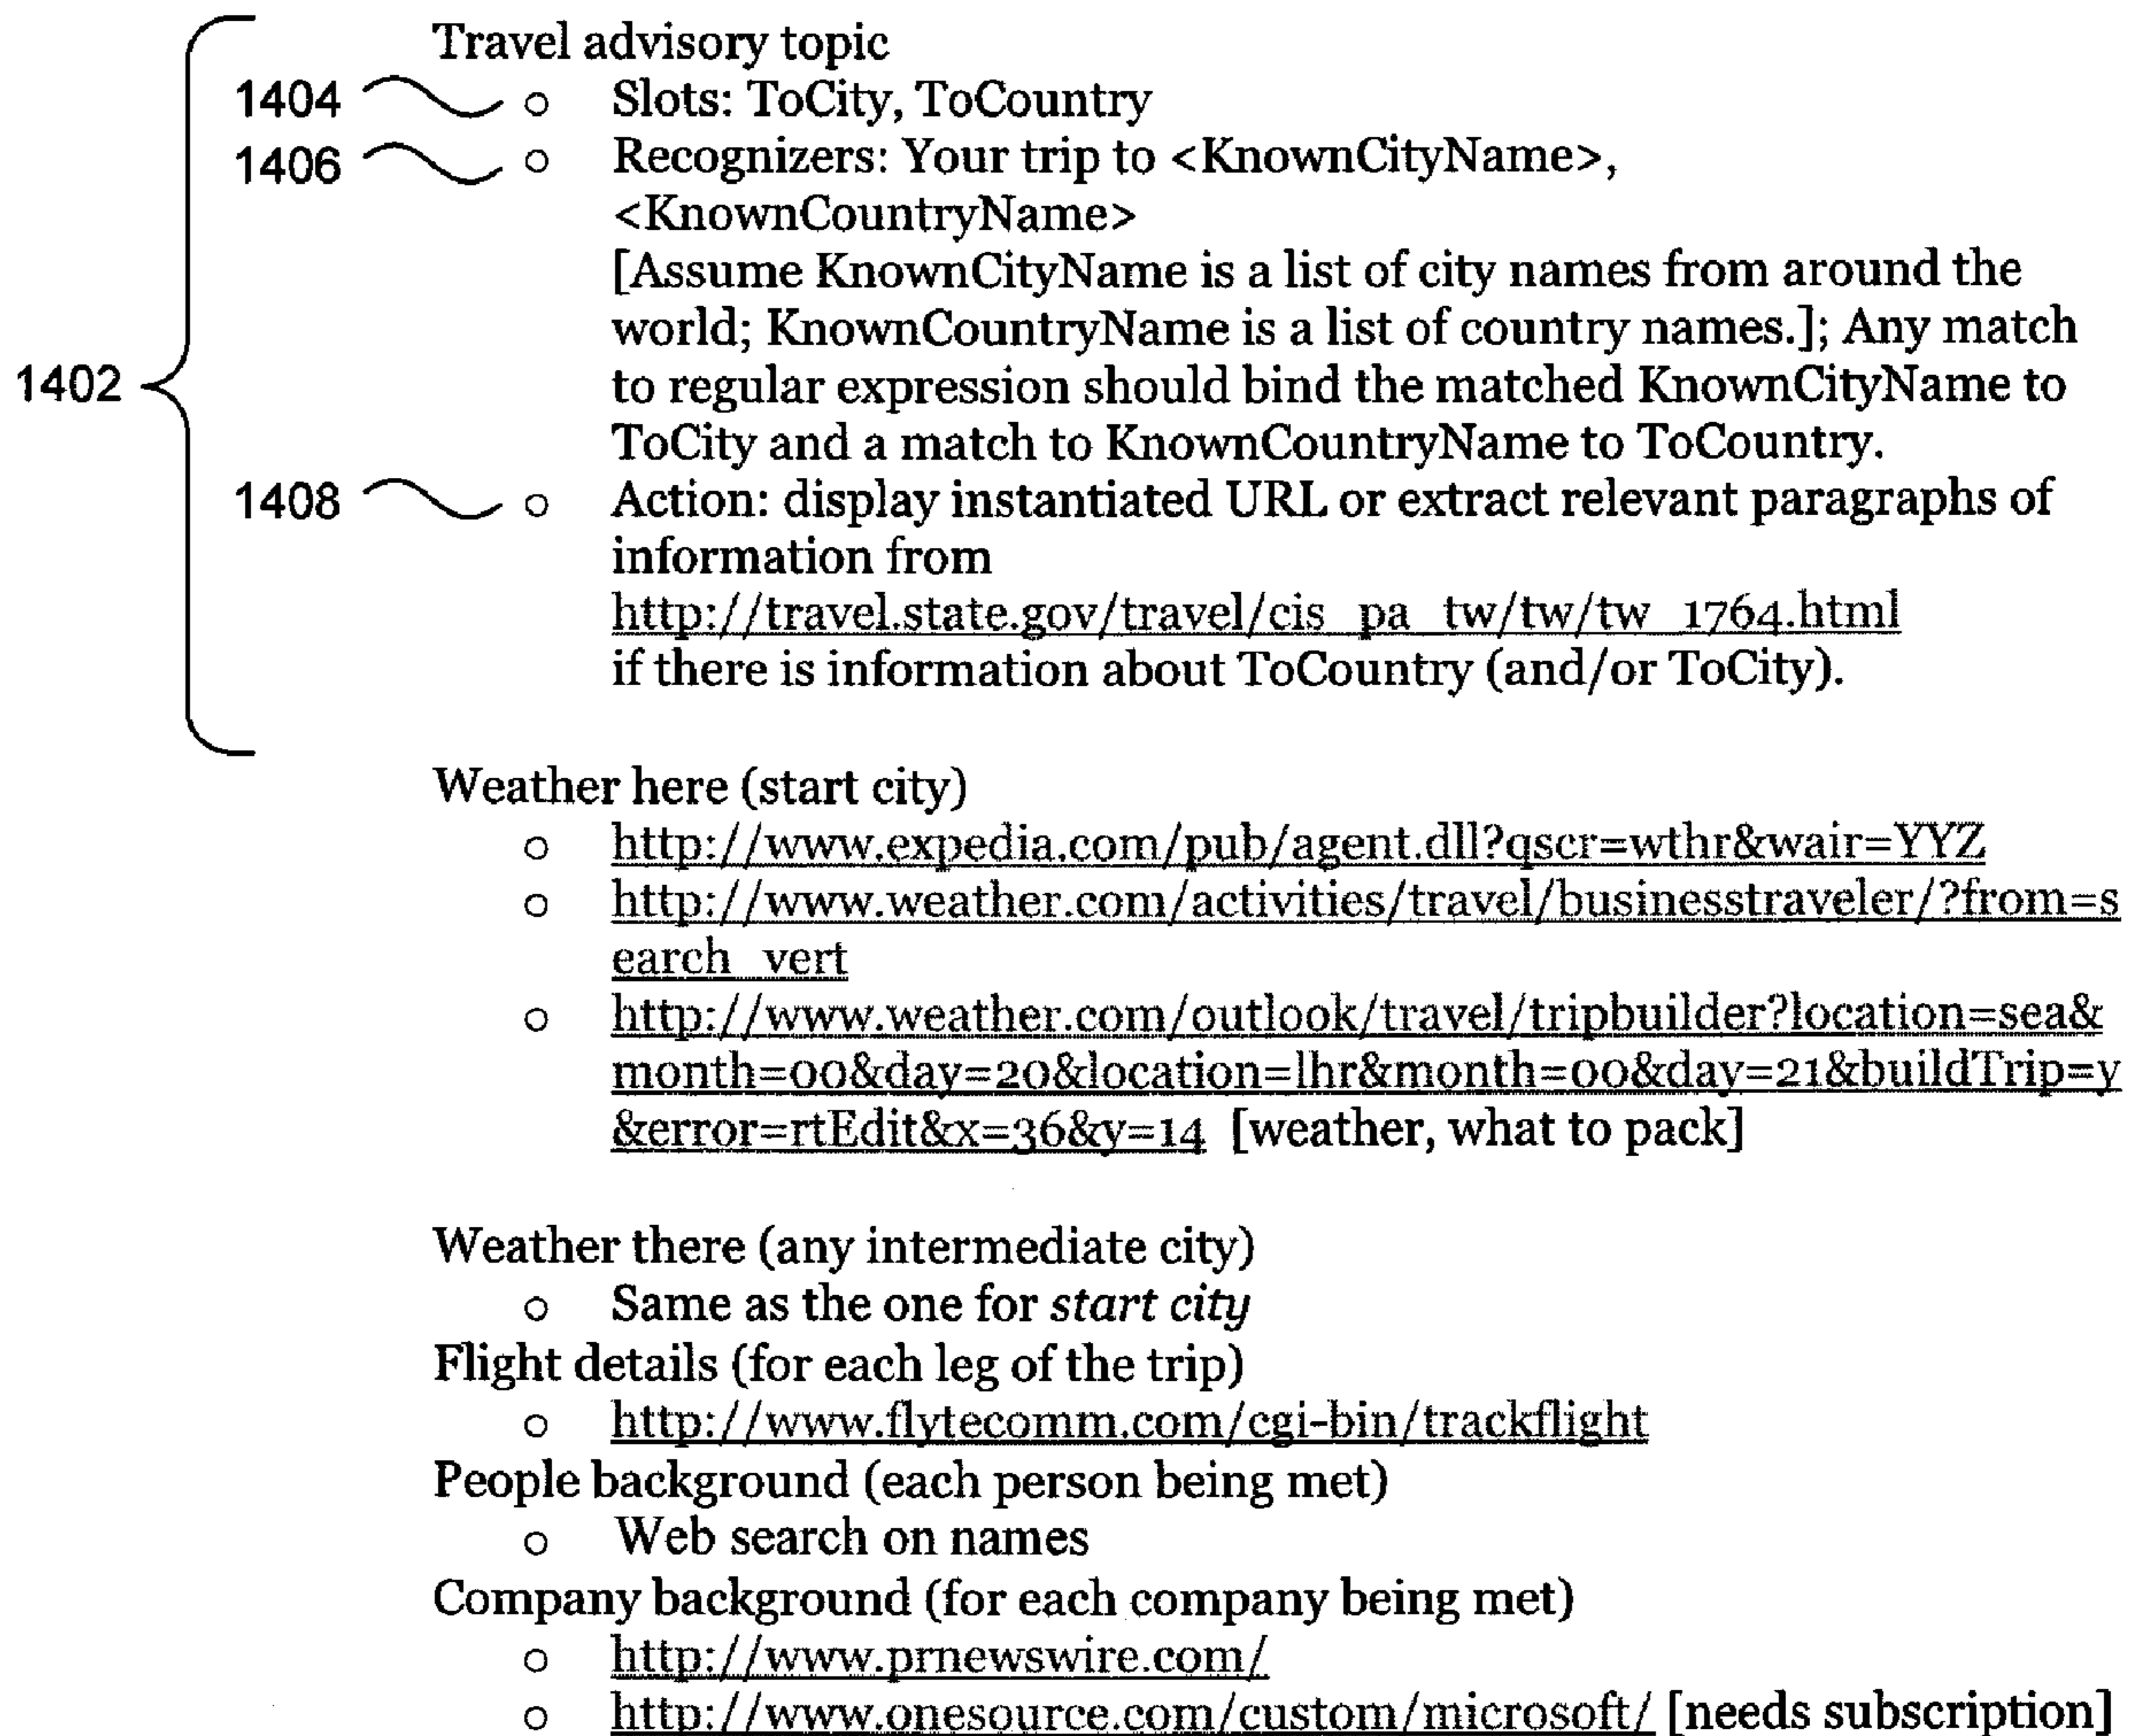 Travel advisory topic
1404 ○ Slots: ToCity, ToCountry
1406 ○ Recognizers: Your trip to <KnownCityName>,
<KnownCountryName>
[Assume KnownCityName is a list of city names from around the
world; KnownCountryName is a list of country names.]; Any match
1402 to regular expression should bind the matched KnownCityName to
ToCity and a match to KnownCountryName to ToCountry.
1408 ○ Action: display instantiated URL or extract relevant paragraphs of
information from
http://travel.state.gov/travel/cis_pa_tw/tw/tw_1764.html
if there is information about ToCountry (and/or ToCity).
Weather here (start city)
○ http://www.expedia.com/pub/agent.dll?qscr=wthr&wair=YYZ
○ http://www.weather.com/activities/travel/businesstraveler/?from=s
earch_vert
○ http://www.weather.com/outlook/travel/tripbuilder?location=sea&
month=00&day=20&location=lhr&month=00&day=21&buildTrip=y
&error=rtEdit&x=36&y=14 [weather, what to pack]
Weather there (any intermediate city)
○ Same as the one for start city
Flight details (for each leg of the trip)
○ http://www.flytecomm.com/cgi-bin/trackflight
People background (each person being met)
○ Web search on names
Company background (for each company being met)
○ http://www.prnewswire.com/
○ http://www.onesource.com/custom/microsoft/ [needs subscription]